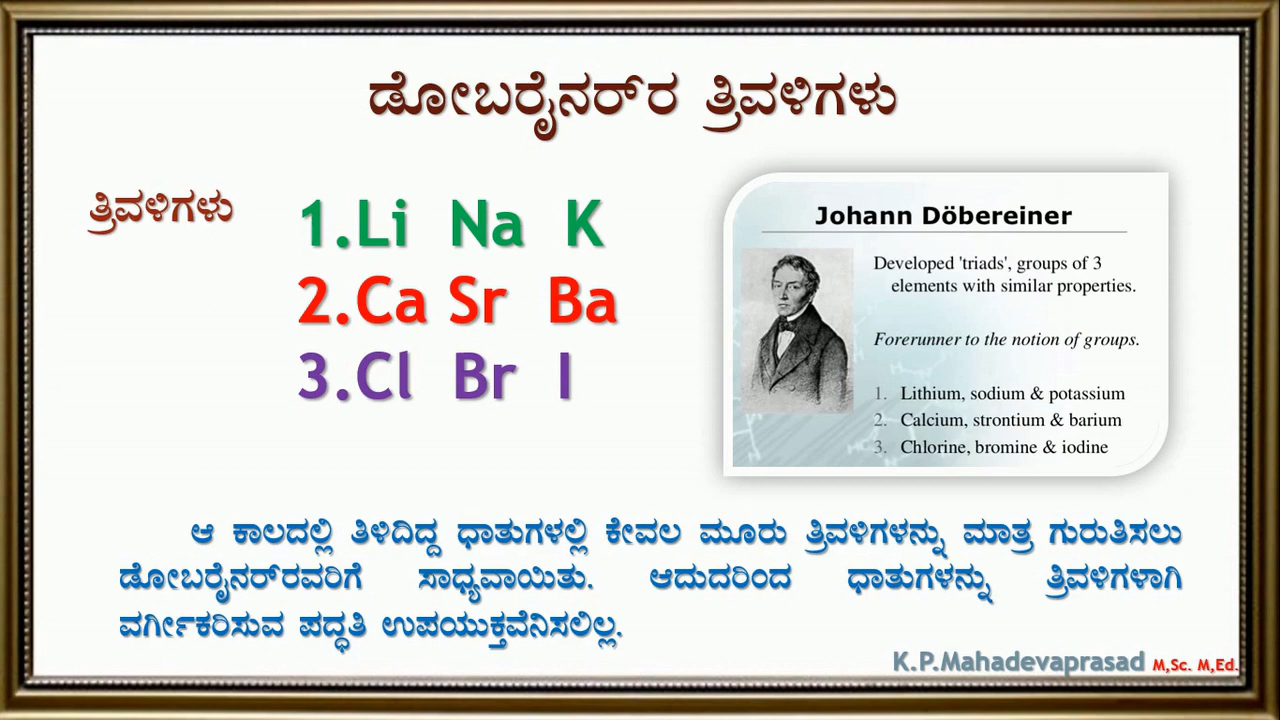 ಡೋಬರೈನರ್‌ರ ತ್ರಿವಳಿಗಳು
ತ್ರಿವಳಿಗಳು
1.Li Na K
2.Ca Sr Ba
3.Cl Br I
Johann Döbereiner
Developed 'triads', groups of 3
elements with similar properties.
Forerunner to the notion of groups.
1. Lithium, sodium & potassium
2. Calcium, strontium & barium
3. Chlorine, bromine & iodine
ಆ ಕಾಲದಲ್ಲಿ ತಿಳಿದಿದ್ದ ಧಾತುಗಳಲ್ಲಿ ಕೇವಲ ಮೂರು ತ್ರಿವಳಿಗಳನ್ನು ಮಾತ್ರ ಗುರುತಿಸಲು
ಡೋಬರೈನರ್‌ರವರಿಗೆ ಸಾಧ್ಯವಾಯಿತು. ಆದುದರಿಂದ ಧಾತುಗಳನ್ನು ತ್ರಿವಳಿಗಳಾಗಿ
ವರ್ಗೀಕರಿಸುವ ಪದ್ಧತಿ ಉಪಯುಕ್ತವೆನಿಸಲಿಲ್ಲ.
K.P.Mahadevaprasad M,Sc. M,Ed.